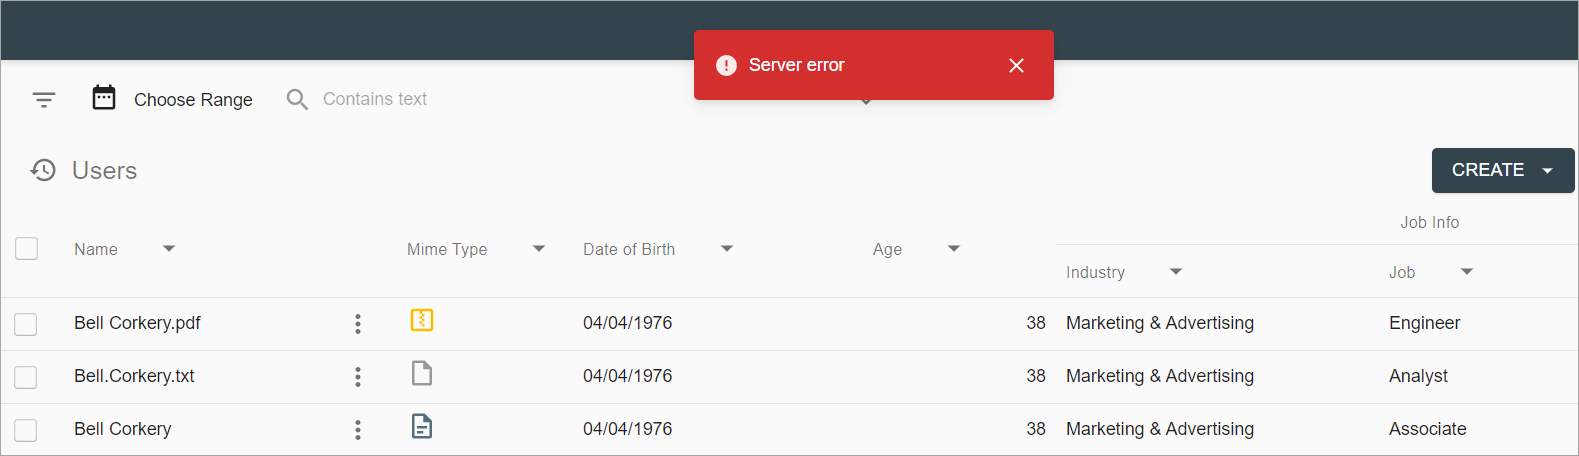 Server error
Choose Range Contains text
Users
CREATE
Job Info
Name Mime Type Date of Birth Age
Industry Job
Bell Corkery.pdf 04/04/1976 38 Marketing & Advertising Engineer
Bell.Corkery.txt 04/04/1976 38 Marketing & Advertising Analyst
Bell Corkery 04/04/1976 38 Marketing & Advertising Associate